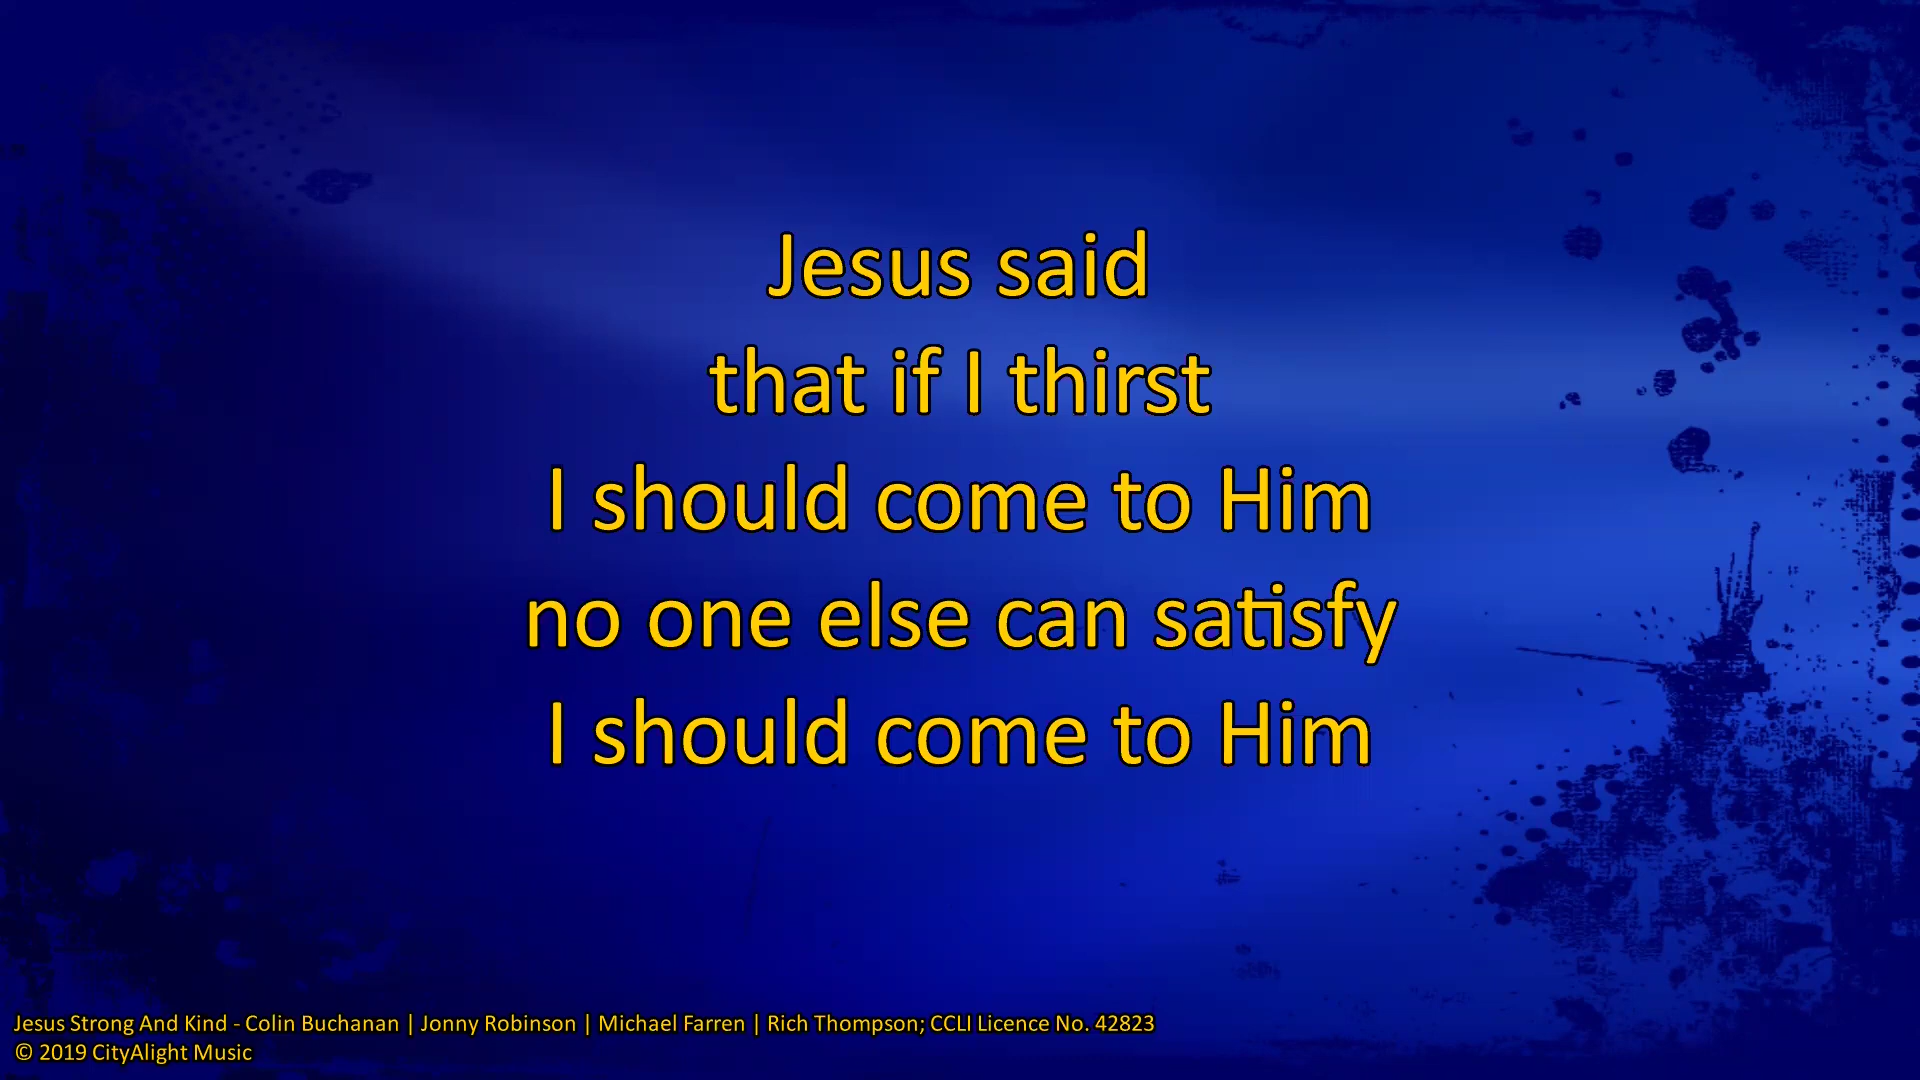 Jesus said
that if I thirst
I should come to Him
no one else can satisfy
I should come to Him
Jesus Strong And Kind - Colin Buchanan | Jonny Robinson | Michael Farren | Rich Thompson; CCLI Licence No. 42823
© 2019 CityAlight Music